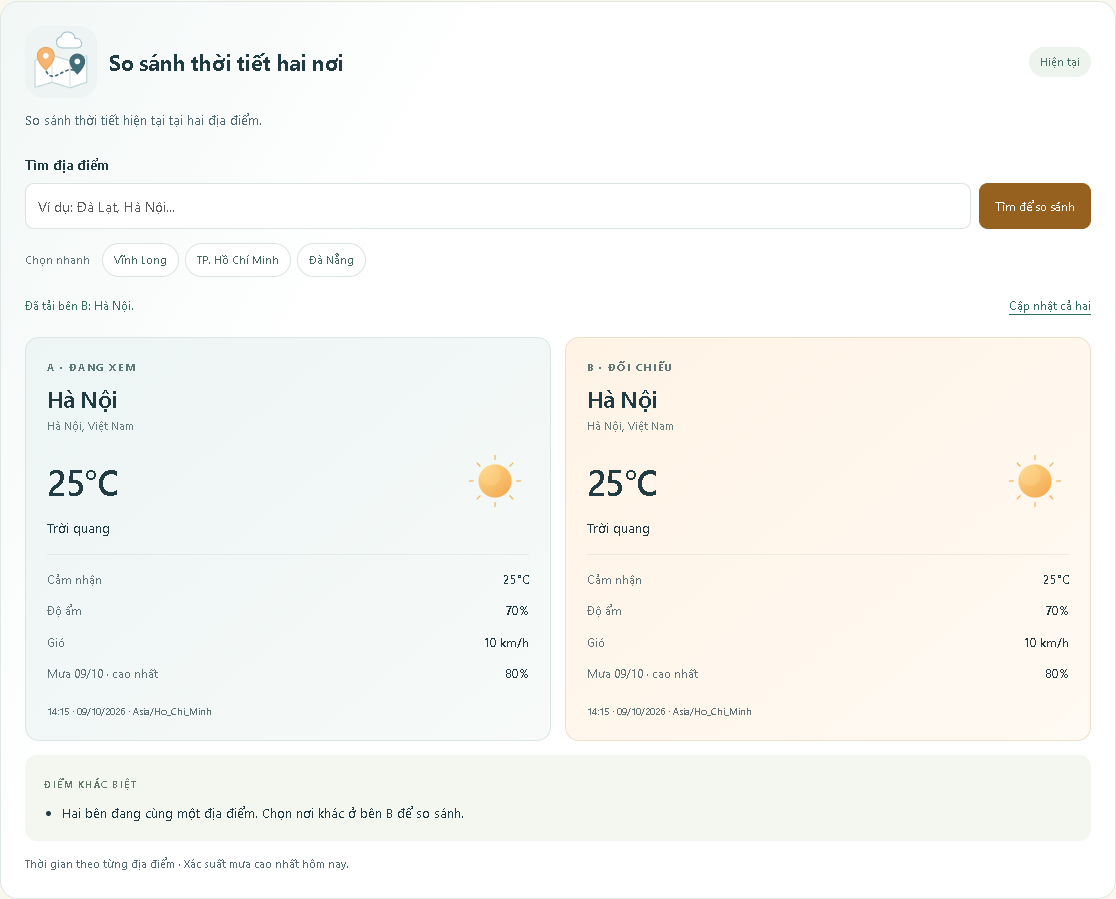 So sánh thời tiết hai nơi
Hiện tại
So sánh thời tiết hiện tại tại hai địa điểm.
Tìm địa điểm
Ví dụ: Đà Lạt, Hà Nội...
Tìm để so sánh
Chọn nhanh
Vĩnh Long
TP. Hồ Chí Minh
Đà Nẵng
Đã tải bên B: Hà Nội.
Cập nhật cả hai
A · ĐANG XEM
Hà Nội
Hà Nội, Việt Nam
25°C
Trời quang
Cảm nhận 25°C
Độ ẩm 70%
Gió 10 km/h
Mưa 09/10 · cao nhất 80%
14:15 · 09/10/2026 · Asia/Ho_Chi_Minh
B · ĐỐI CHIẾU
Hà Nội
Hà Nội, Việt Nam
25°C
Trời quang
Cảm nhận 25°C
Độ ẩm 70%
Gió 10 km/h
Mưa 09/10 · cao nhất 80%
14:15 · 09/10/2026 · Asia/Ho_Chi_Minh
ĐIỂM KHÁC BIỆT
• Hai bên đang cùng một địa điểm. Chọn nơi khác ở bên B để so sánh.
Thời gian theo từng địa điểm · Xác suất mưa cao nhất hôm nay.